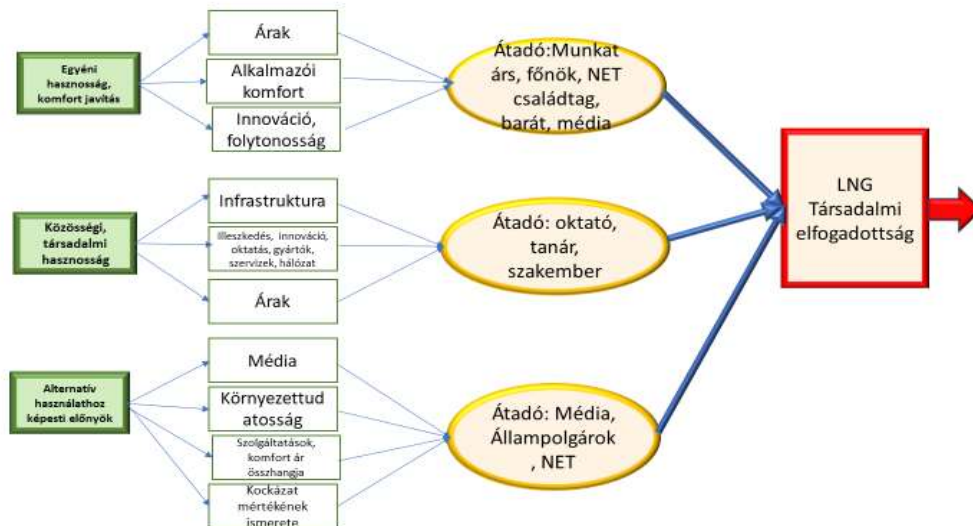 Egyéni
hasznosság,
komfort javítás
Árak
Alkalmazói
komfort
Innováció,
folytonosság
Átadó:Munkat
árs, főnök, NET
családtag,
barát, média
Közösségi,
társadalmi
hasznosság
Infrastruktura
Illeszkedés, innováció,
oktatás, gyártók,
szervizek, hálózat
Árak
Átadó: oktató,
tanár,
szakember
Alternatív
használathoz
képesti előnyök
Média
Környezettud
atosság
Szolgáltatások,
komfort ár
összhangja
Kockázat
mértékének
ismerete
Átadó: Média,
Állampolgárok
, NET
LNG
Társadalmi
elfogadottság